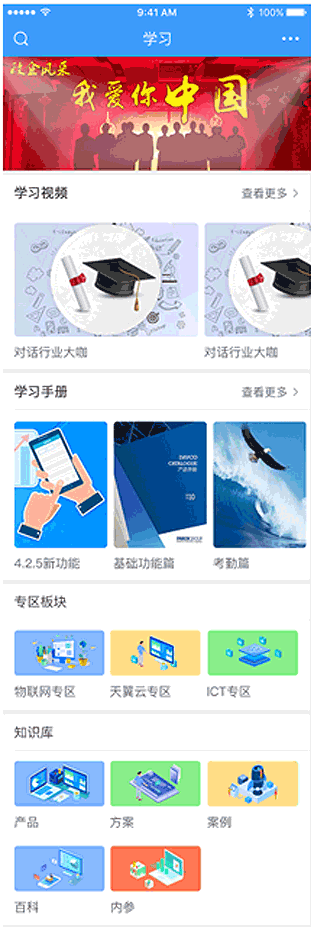 9:41 AM
100%
学习
政企风采
我爱你中国
学习视频
查看更多
对话行业大咖
对话行业大咖
学习手册
查看更多
4.2.5新功能
基础功能篇
考勤篇
专区板块
物联网专区
天翼云专区
ICT专区
知识库
产品
方案
案例
百科
内参